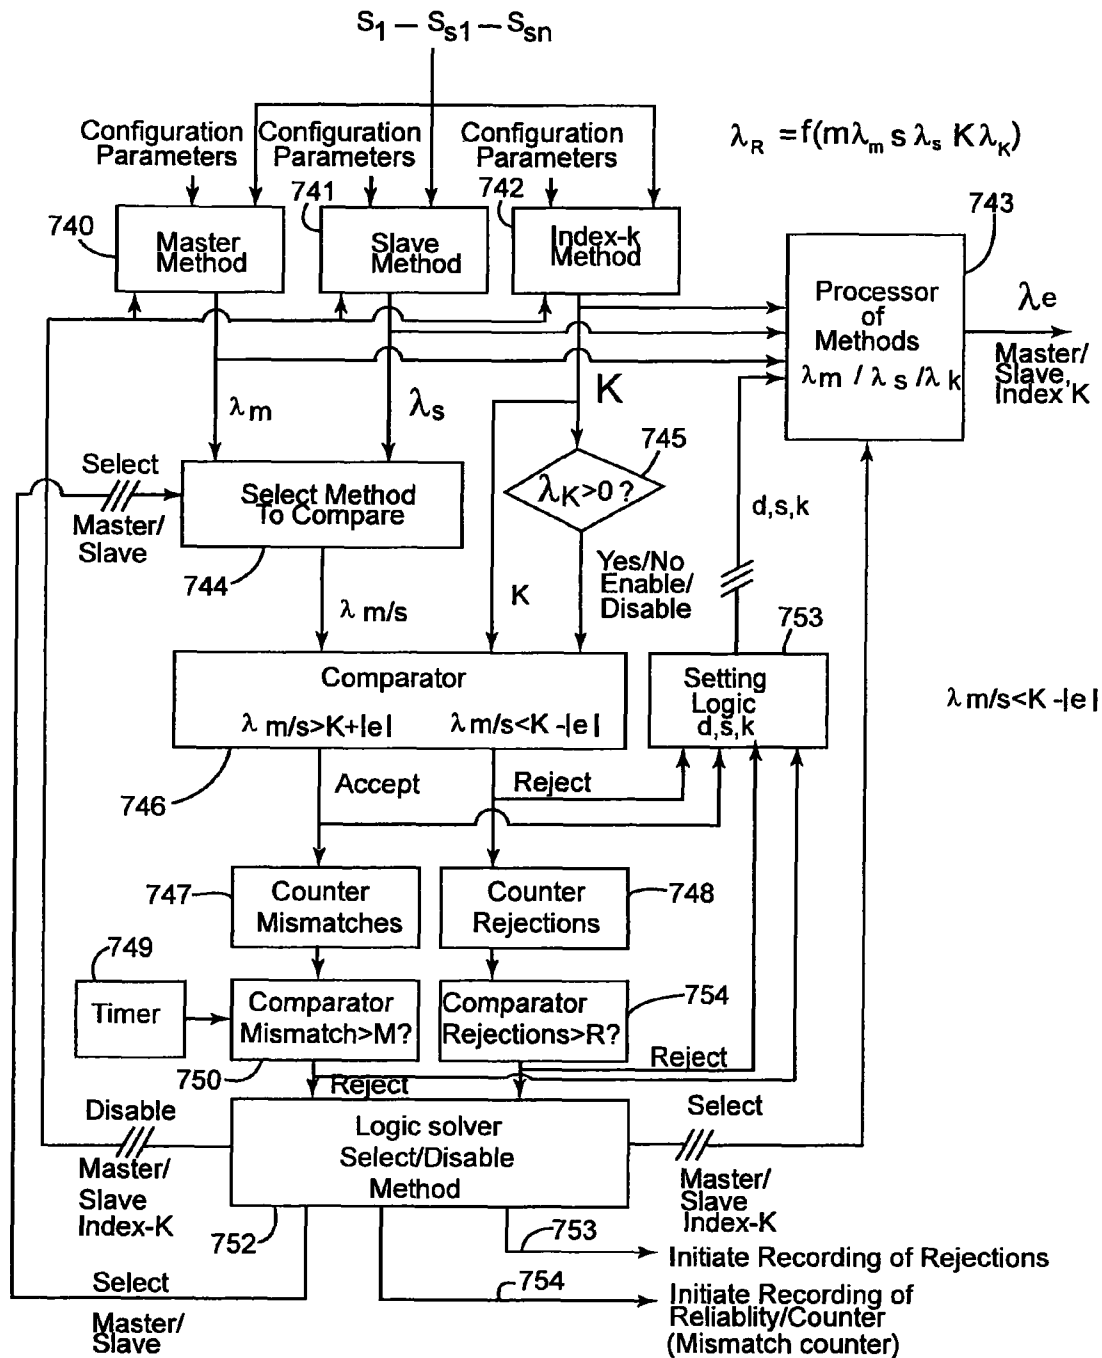 S1 – Ss1 – Ssn
Configuration
Parameters
Configuration
Parameters
Configuration
Parameters
λR =f(mλm s λs K λK)
740
741
742
743
Master
Method
Slave
Method
Index-k
Method
Processor
of
Methods
λm / λs /λk
λe
Master/
Slave,
Index K
λm
λs
K
745
λK>0 ?
Select
Master/
Slave
Select Method
To Compare
744
d,s,k
Yes/No
Enable/
Disable
λ m/s
K
753
Comparator
λ m/s>K+|e|
λ m/s<K -|e|
Setting
Logic
d,s,k
λ m/s<K -|e|
746
Accept
Reject
747
Counter
Mismatches
Counter
Rejections
748
749
Timer
Comparator
Mismatch>M?
Comparator
Rejections>R?
754
750
Reject
Reject
Disable
Master/
Slave
Index-K
Logic solver
Select/Disable
Method
Select
Master/
Slave
Index-K
752
753
Initiate Recording of Rejections
Select
Master/
Slave
754
Initiate Recording of
Reliablity/Counter
(Mismatch counter)